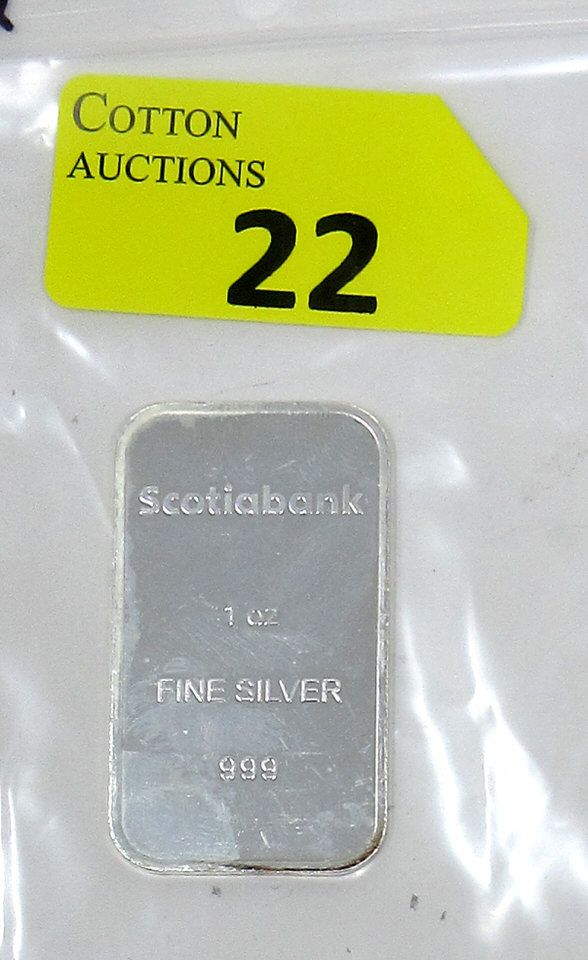 COTTON
AUCTIONS
22
Scotiabank
1 oz
FINE SILVER
999